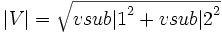 |V| = √(vsub|1² + vsub|2²)